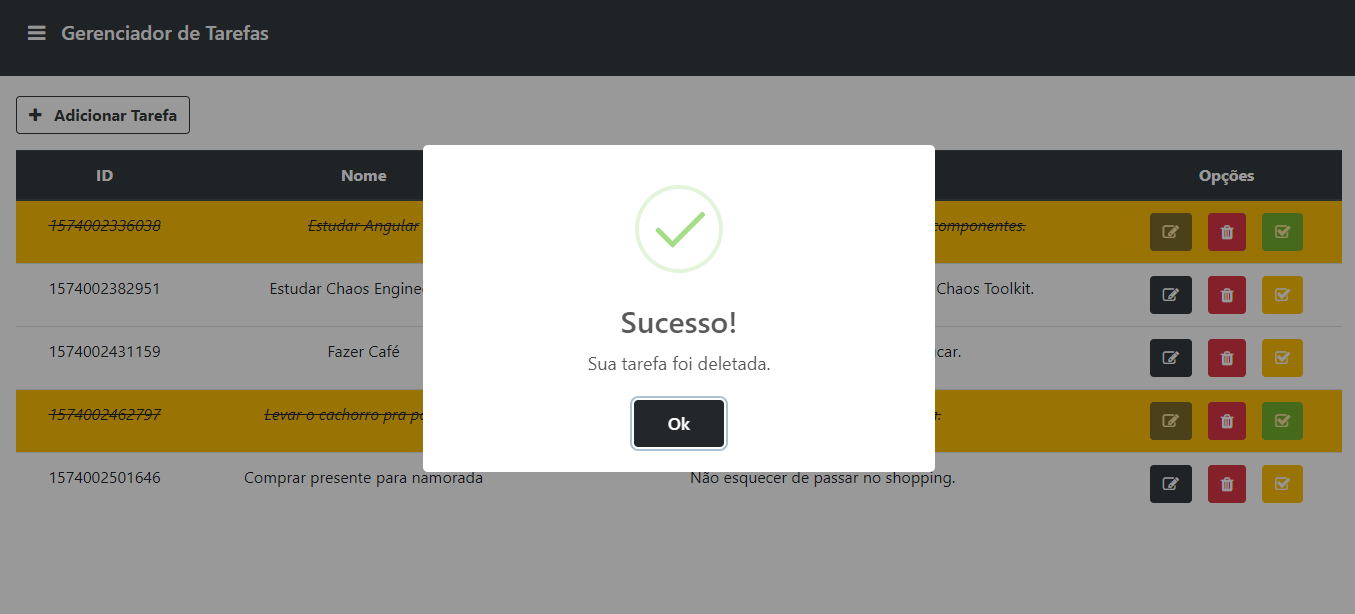 Gerenciador de Tarefas
Adicionar Tarefa
ID Nome Opções
1574002336038 Estudar Angular componentes.
1574002382951 Estudar Chaos Chaos Toolkit.
1574002431159 Fazer Café
1574002462797 Levar o cachorro pra
1574002501646 Comprar presente para namorada Não esquecer de passar no shopping.
Sucesso!
Sua tarefa foi deletada.
Ok